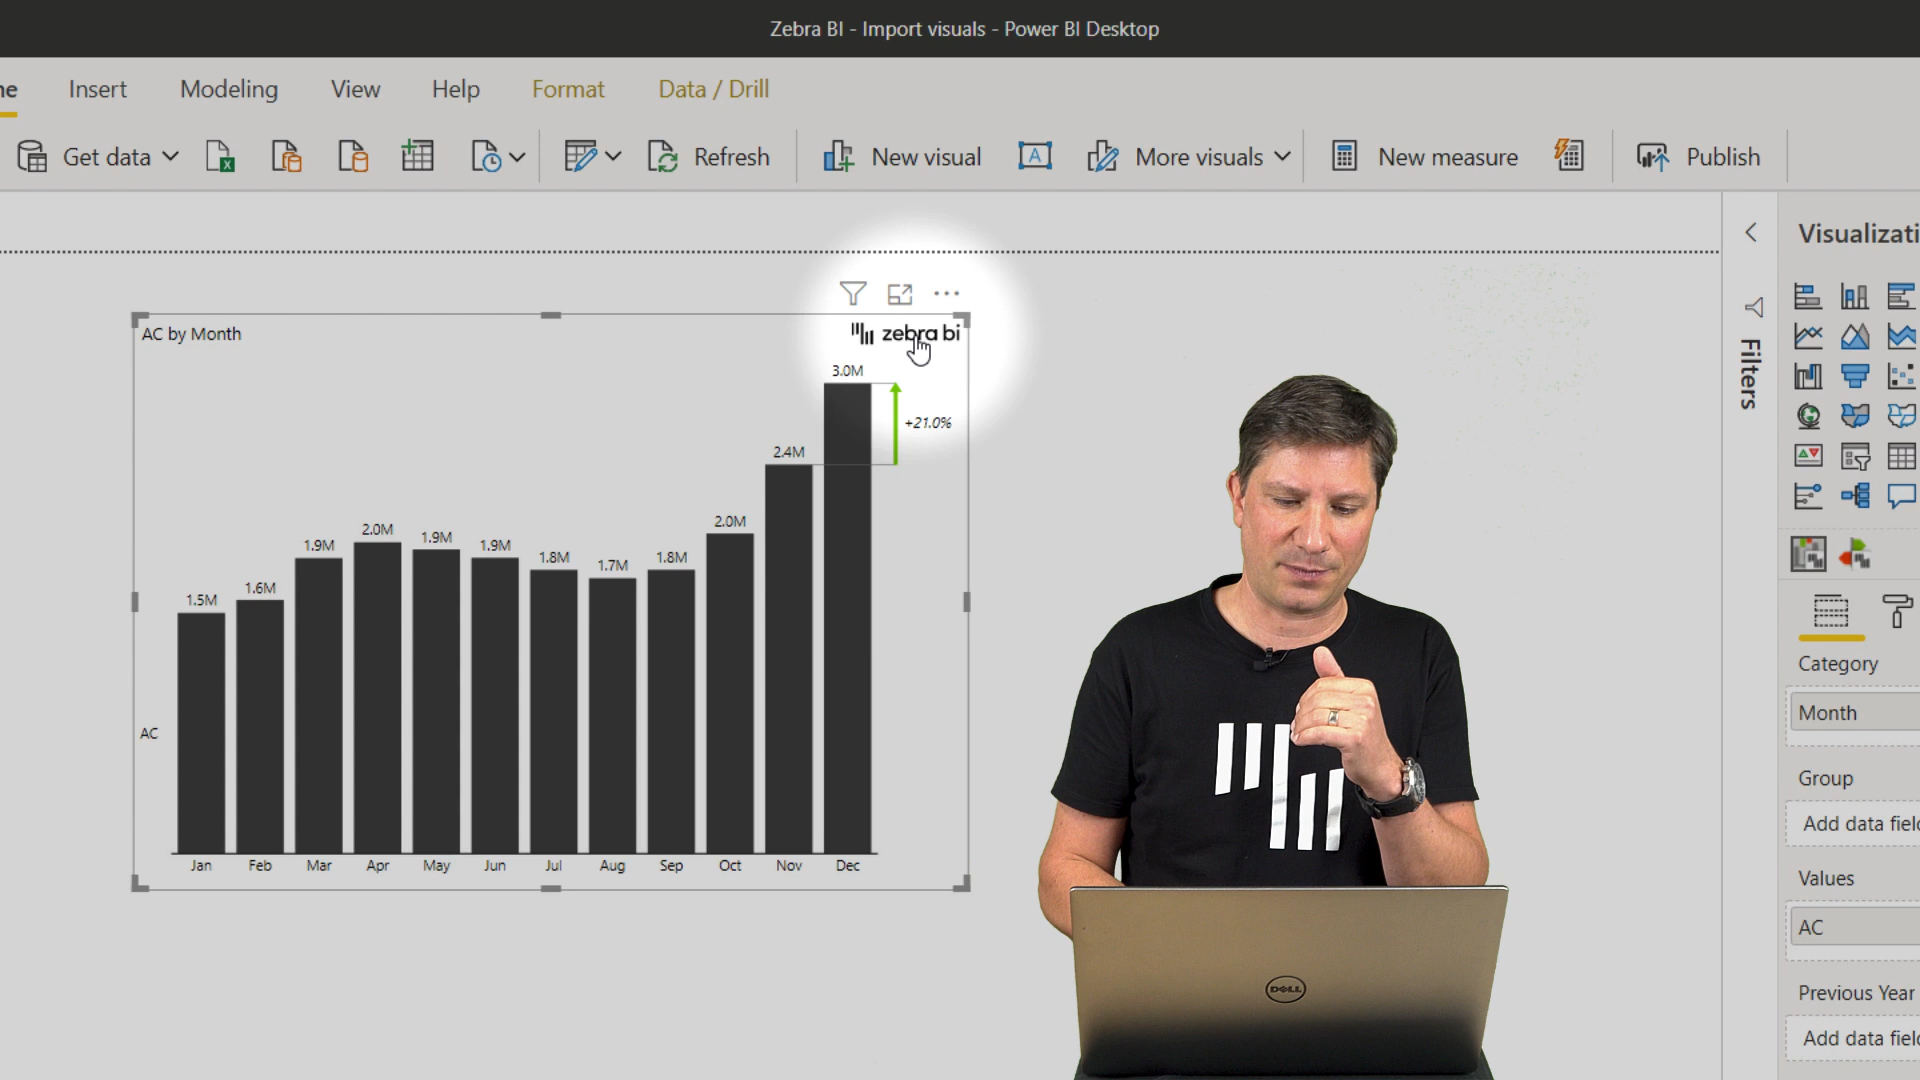 Zebra BI - Import visuals - Power BI Desktop
ne Insert Modeling View Help Format Data / Drill
Get data Refresh New visual More visuals New measure Publish
Visualizati
Filters
AC by Month
zebra bi
3.0M
+21.0%
2.4M
1.5M 1.6M 1.9M 2.0M 1.9M 1.9M 1.8M 1.7M 1.8M 2.0M
AC
Jan Feb Mar Apr May Jun Jul Aug Sep Oct Nov Dec
Category
Month
Group
Add data field
Values
AC
Previous Year
Add data field
DELL